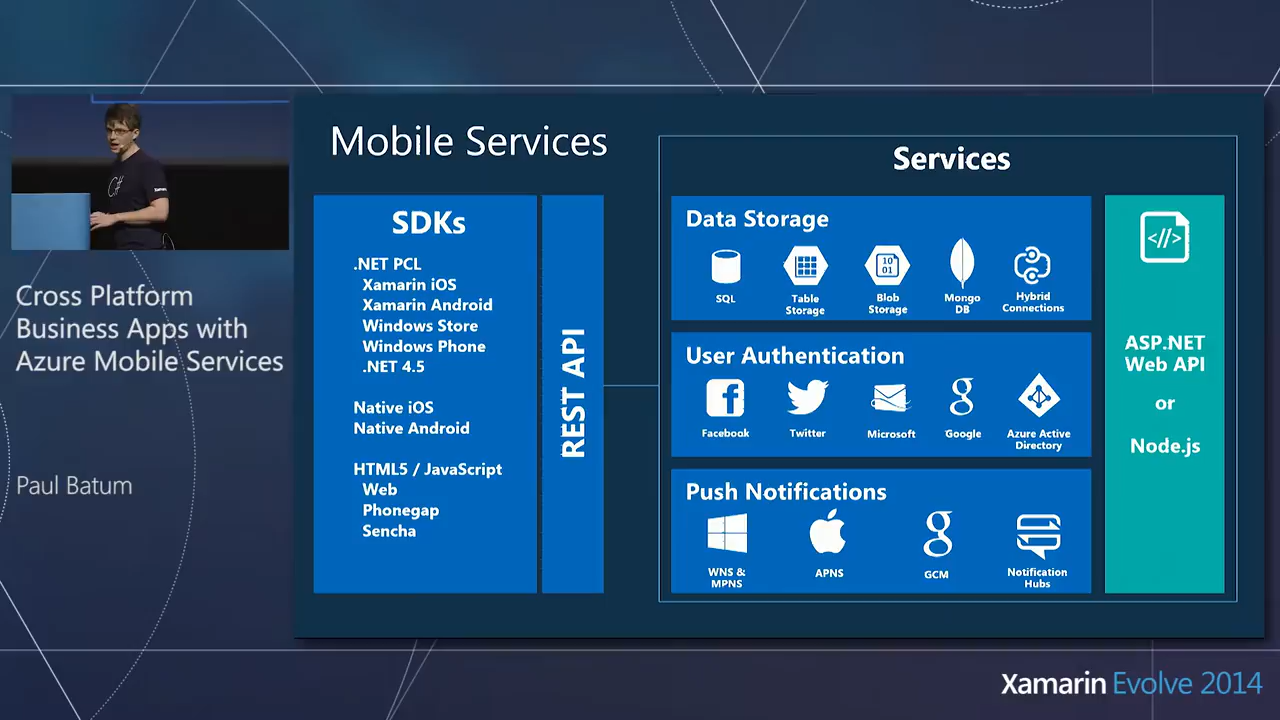 Mobile Services
SDKs
.NET PCL
Xamarin iOS
Xamarin Android
Windows Store
Windows Phone
.NET 4.5
Native iOS
Native Android
HTML5 / JavaScript
Web
Phonegap
Sencha
REST API
Services
Data Storage
SQL
Table
Storage
Blob
Storage
Mongo
DB
Hybrid
Connections
User Authentication
Facebook
Twitter
Microsoft
Google
Azure Active
Directory
Push Notifications
WNS &
MPNS
APNS
GCM
Notification
Hubs
</>
ASP.NET
Web API
or
Node.js
10
01
C#
Xamarin
Cross Platform
Business Apps with
Azure Mobile Services
Paul Batum
Xamarin Evolve 2014